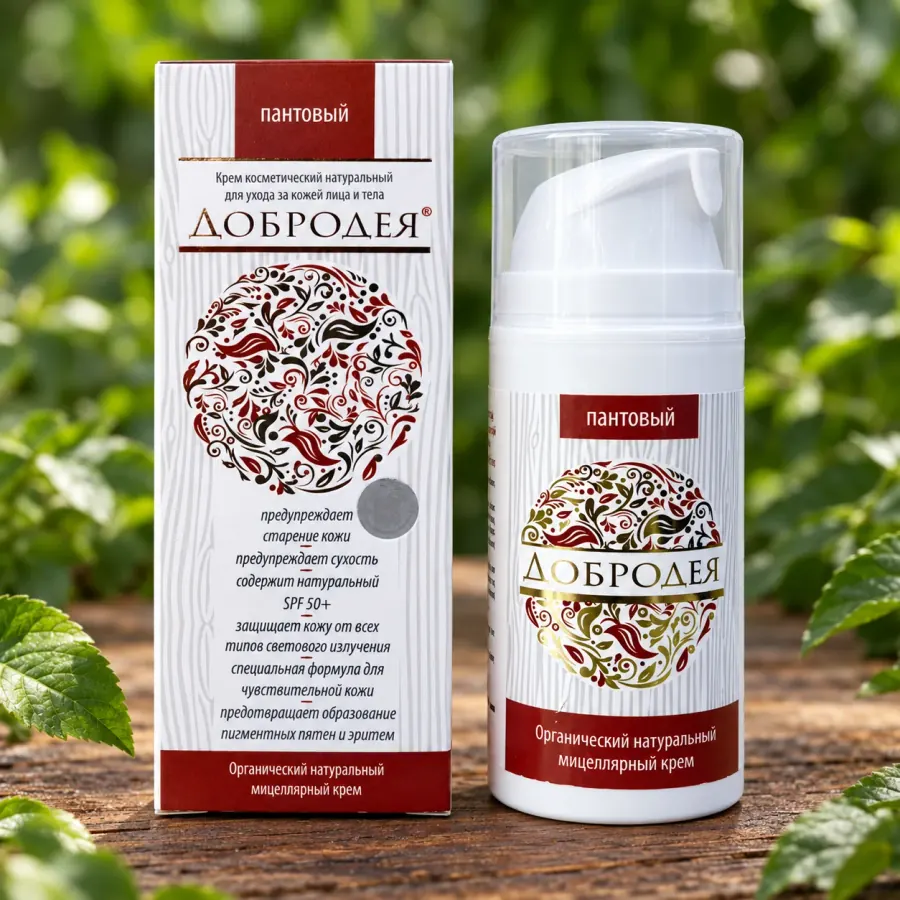 пантовый
Крем косметический натуральный
для ухода за кожей лица и тела
ДОБРОДЕЯ®
предупреждает
старение кожи
предупреждает сухость
содержит натуральный
SPF 50+
защищает кожу от всех
типов светового излучения
специальная формула для
чувствительной кожи
предотвращает образование
пигментных пятен и эритем
Органический натуральный
мицеллярный крем
пантовый
ДОБРОДЕЯ
Органический натуральный
мицеллярный крем